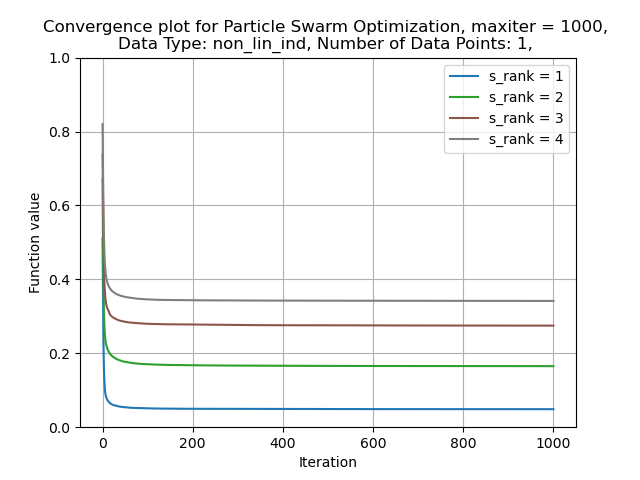 Convergence plot for Particle Swarm Optimization, maxiter = 1000,
Data Type: non_lin_ind, Number of Data Points: 1,
1.0
0.8
0.6
0.4
0.2
0.0
Function value
s_rank = 1
s_rank = 2
s_rank = 3
s_rank = 4
0 200 400 600 800 1000
Iteration